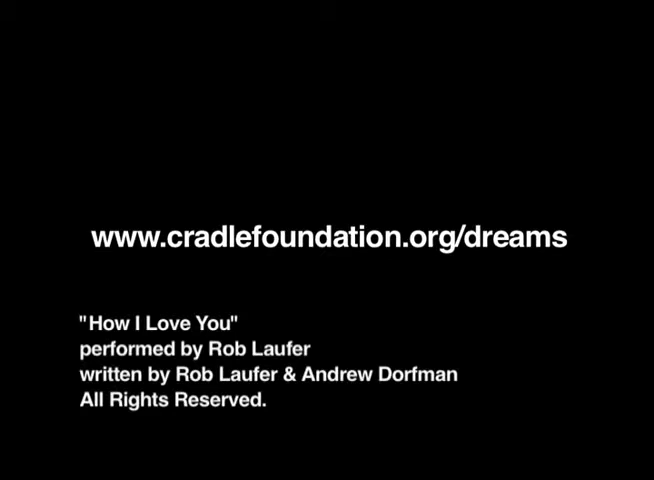 www.cradlefoundation.org/dreams
"How I Love You"
performed by Rob Laufer
written by Rob Laufer & Andrew Dorfman
All Rights Reserved.